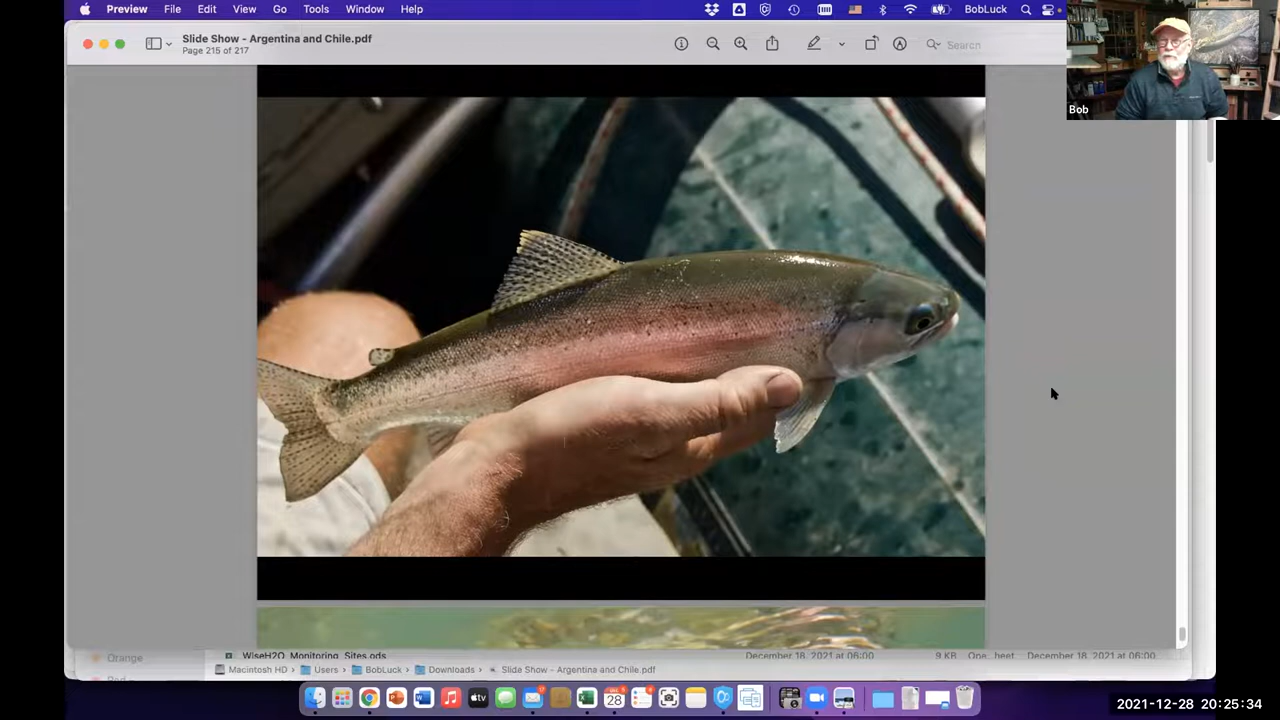 Preview File Edit View Go Tools Window Help BobLuck
Slide Show - Argentina and Chile.pdf
Page 215 of 217
Search
Bob
Orange
WiseH2O_Monitoring_Sites.ods December 18, 2021 at 06:00 9 KB Ope...heet December 18, 2021 at 06:00
Macintosh HD › Users › BobLuck › Downloads › Slide Show - Argentina and Chile.pdf
28
2021-12-28 20:25:34